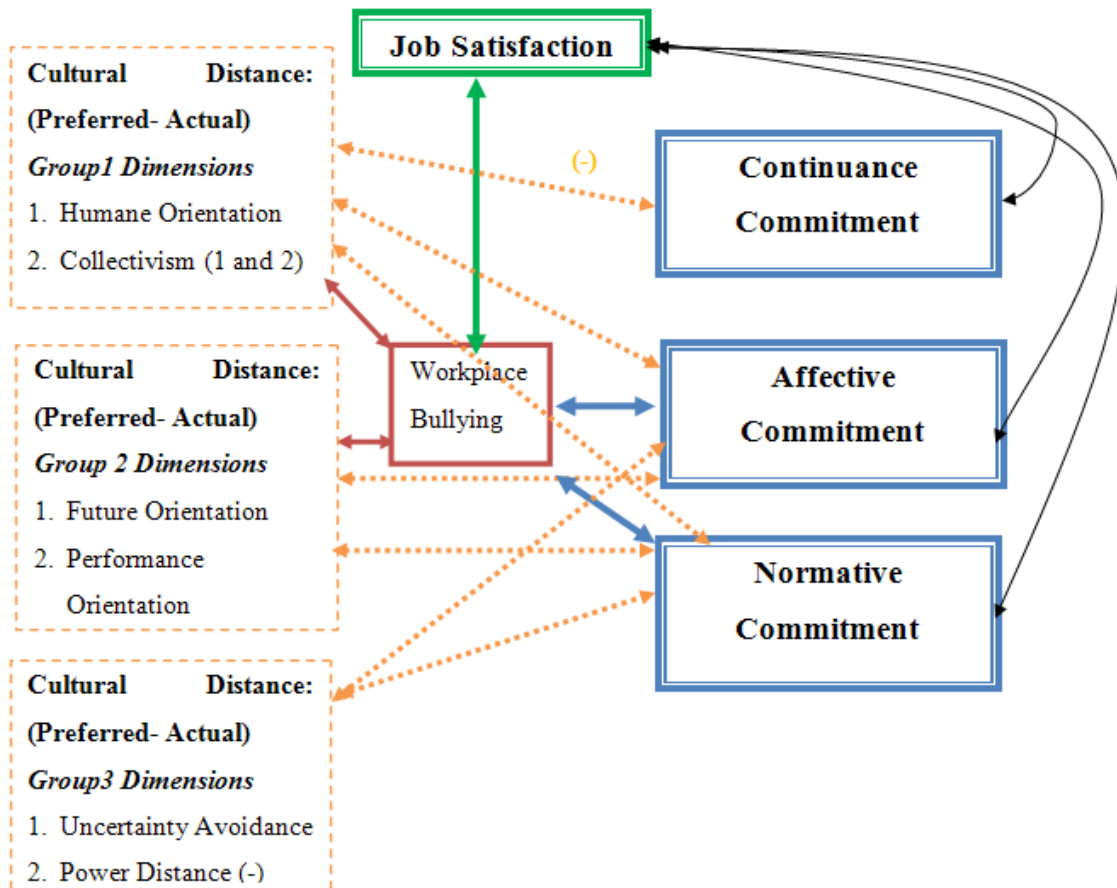 Job Satisfaction
Cultural Distance:
(Preferred- Actual)
Group1 Dimensions
1. Humane Orientation
2. Collectivism (1 and 2)
(-)
Continuance
Commitment
Cultural Distance:
(Preferred- Actual)
Group 2 Dimensions
1. Future Orientation
2. Performance
Orientation
Workplace
Bullying
Affective
Commitment
Normative
Commitment
Cultural Distance:
(Preferred- Actual)
Group3 Dimensions
1. Uncertainty Avoidance
2. Power Distance (-)